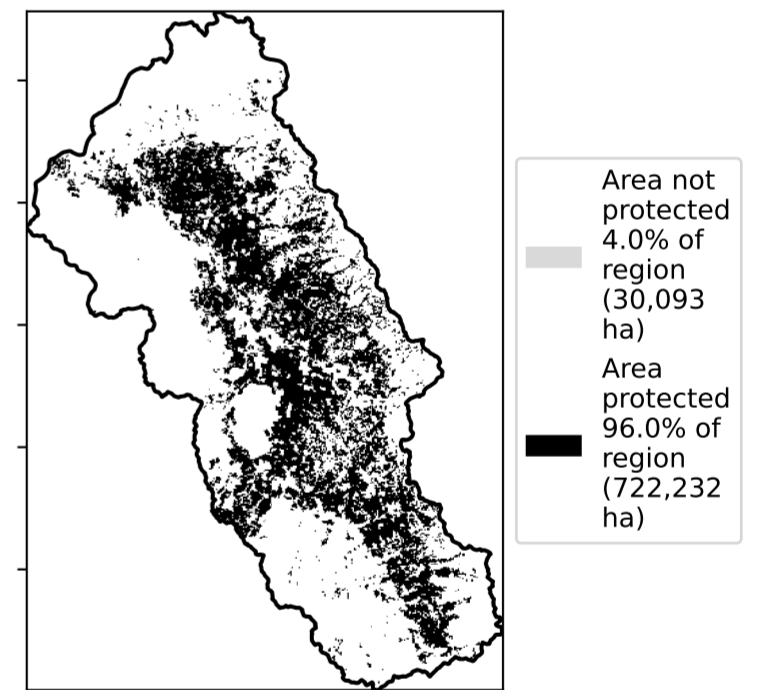 Area not
protected
4.0% of
region
(30,093
ha)
Area
protected
96.0% of
region
(722,232
ha)